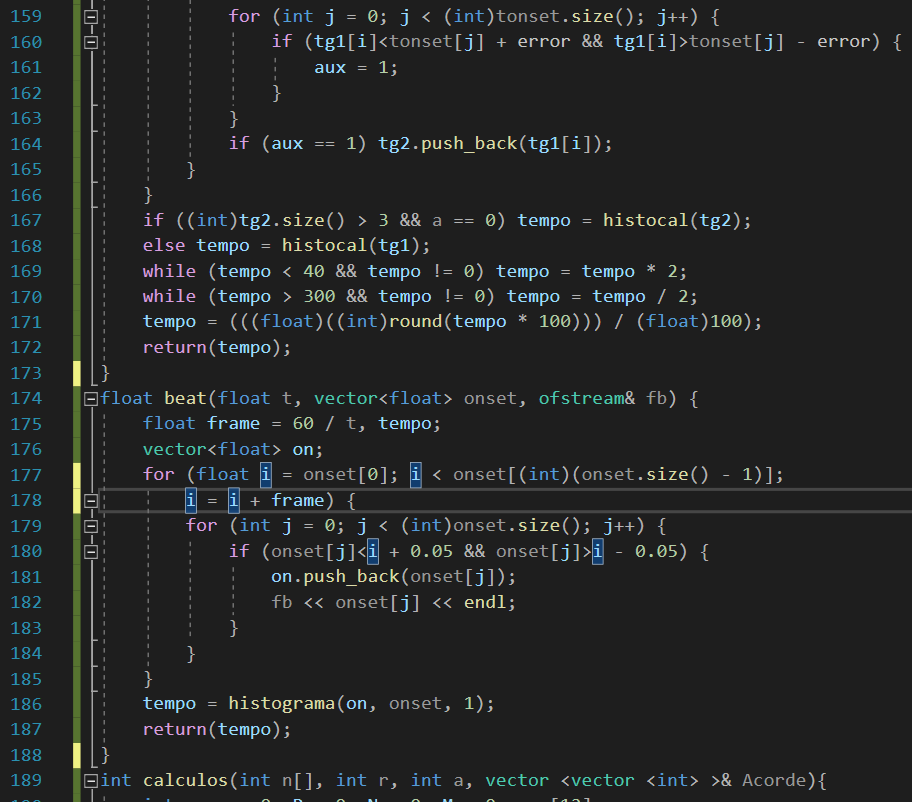 159 for (int j = 0; j < (int)tonset.size(); j++) {
160 if (tg1[i]<tonset[j] + error && tg1[i]>tonset[j] - error) {
161 aux = 1;
162 }
163 }
164 if (aux == 1) tg2.push_back(tg1[i]);
165 }
166 }
167 if ((int)tg2.size() > 3 && a == 0) tempo = histocal(tg2);
168 else tempo = histocal(tg1);
169 while (tempo < 40 && tempo != 0) tempo = tempo * 2;
170 while (tempo > 300 && tempo != 0) tempo = tempo / 2;
171 tempo = (((float)((int)round(tempo * 100))) / (float)100);
172 return(tempo);
173 }
174 float beat(float t, vector<float> onset, ofstream& fb) {
175 float frame = 60 / t, tempo;
176 vector<float> on;
177 for (float i = onset[0]; i < onset[(int)(onset.size() - 1)];
178 i = i + frame) {
179 for (int j = 0; j < (int)onset.size(); j++) {
180 if (onset[j]<i + 0.05 && onset[j]>i - 0.05) {
181 on.push_back(onset[j]);
182 fb << onset[j] << endl;
183 }
184 }
185 }
186 tempo = histograma(on, onset, 1);
187 return(tempo);
188 }
189 int calculos(int n[], int r, int a, vector <vector <int> >& Acorde){